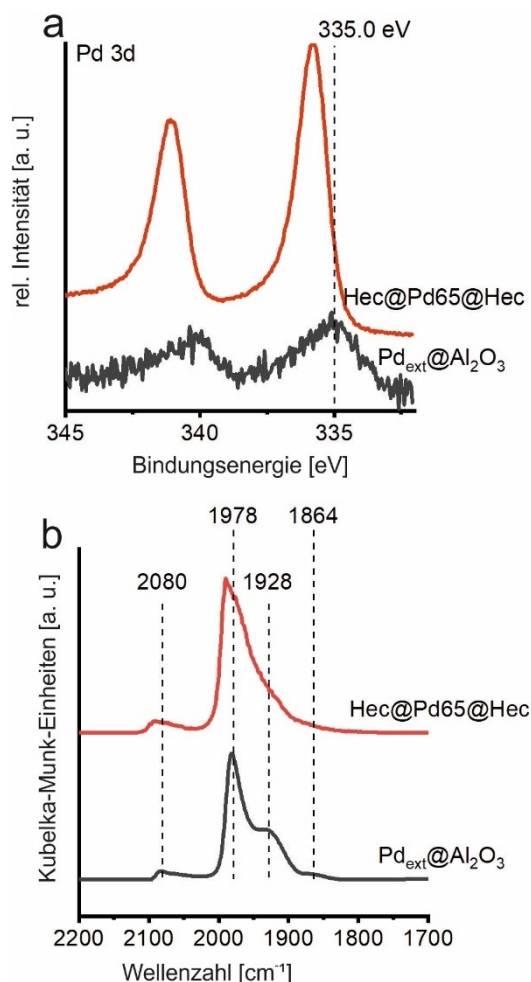 a
Pd 3d
335.0 eV
rel. Intensität [a. u.]
Hec@Pd65@Hec
Pdext@Al2O3
345
340
335
Bindungsenergie [eV]
b
1978
1864
2080
1928
Kubelka-Munk-Einheiten [a. u.]
Hec@Pd65@Hec
Pdext@Al2O3
2200
2100
2000
1900
1800
1700
Wellenzahl [cm⁻¹]